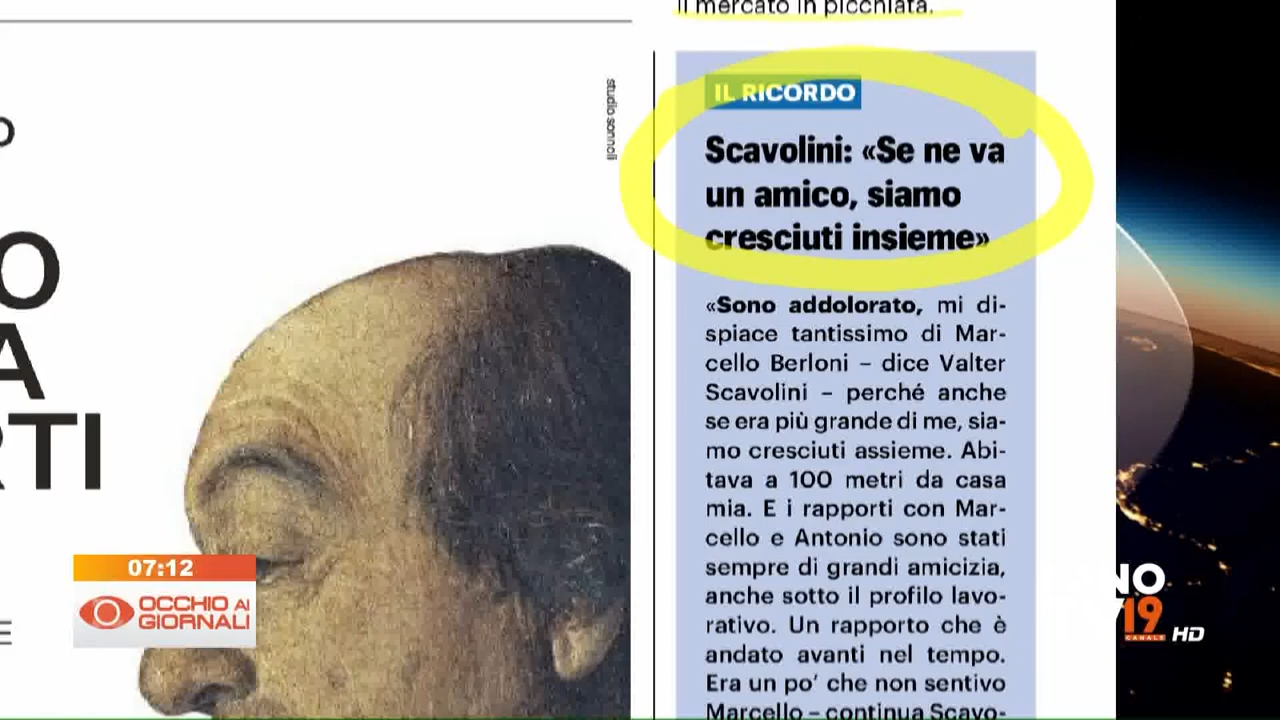 il mercato in picchiata.
studio sonnoli
O
O
A
RTI
E
IL RICORDO
Scavolini: «Se ne va
un amico, siamo
cresciuti insieme»
«Sono addolorato, mi di-
spiace tantissimo di Mar-
cello Berloni – dice Valter
Scavolini – perché anche
se era più grande di me, sia-
mo cresciuti assieme. Abi-
tava a 100 metri da casa
mia. E i rapporti con Mar-
cello e Antonio sono stati
sempre di grandi amicizia,
anche sotto il profilo lavo-
rativo. Un rapporto che è
andato avanti nel tempo.
Era un po’ che non sentivo
Marcello – continua Scavo-
07:12
OCCHIO AI
GIORNALI
NO
19
CANALE
HD